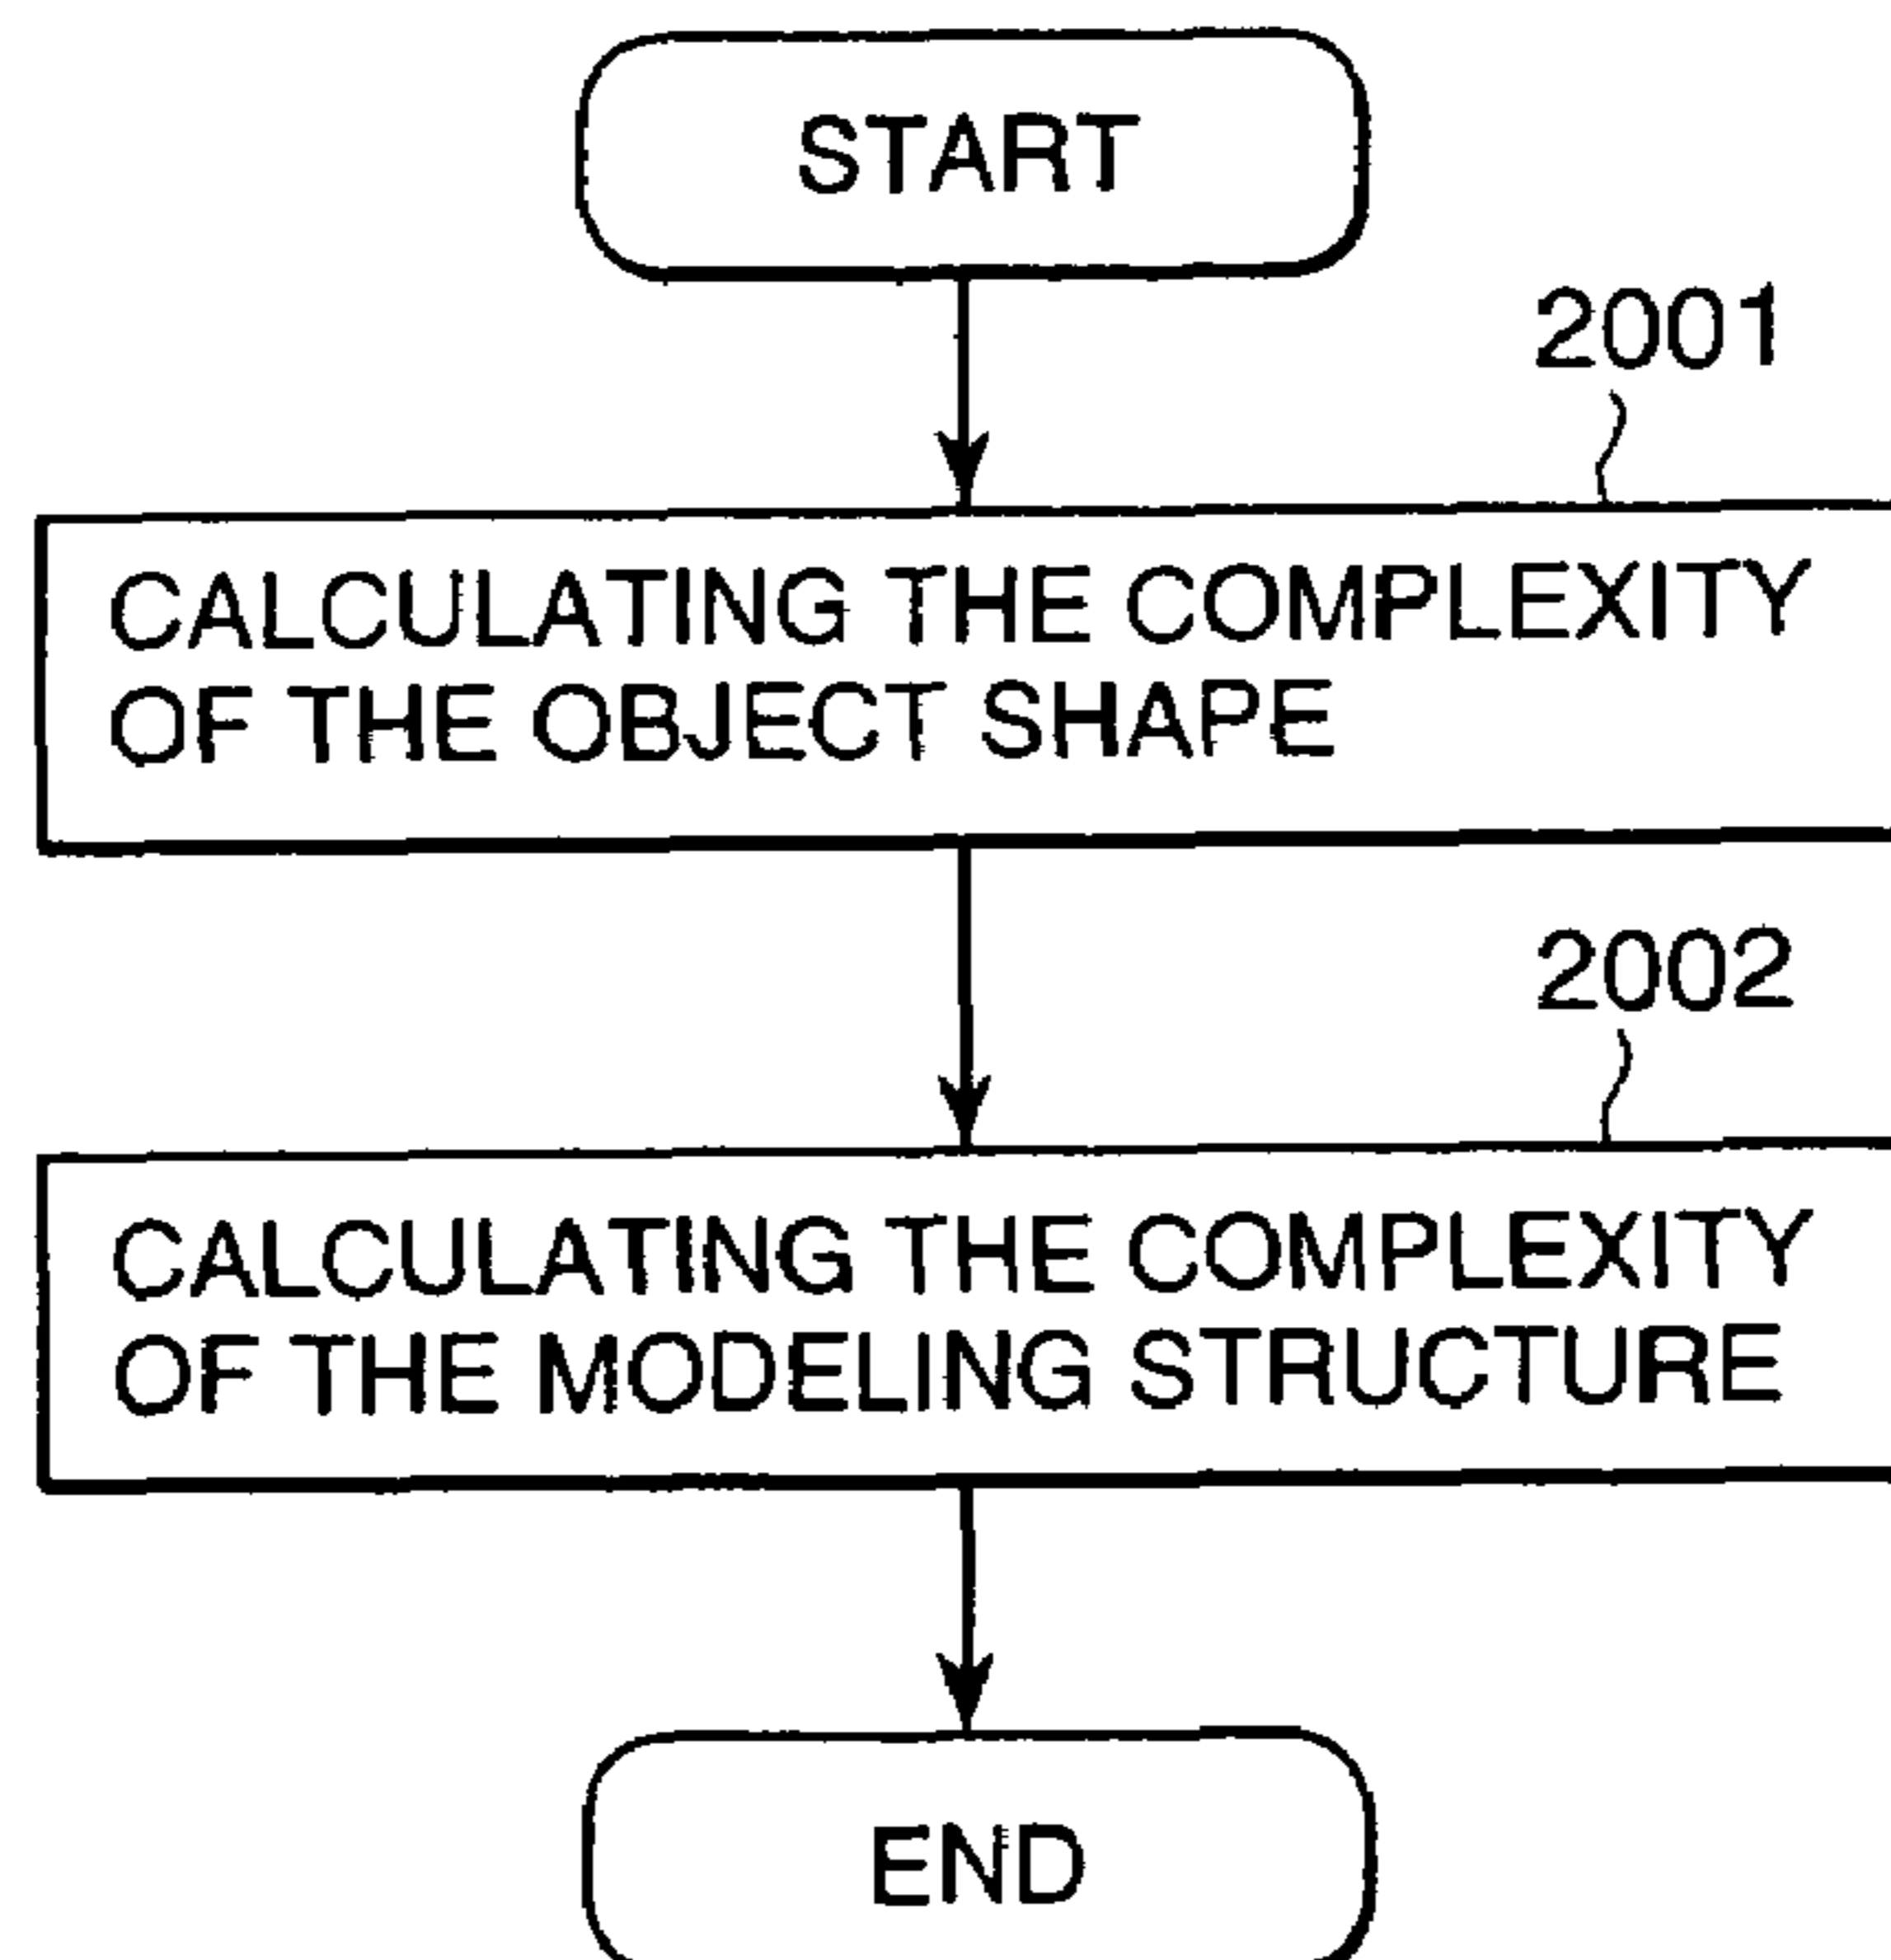 START
2001
CALCULATING THE COMPLEXITY
OF THE OBJECT SHAPE
2002
CALCULATING THE COMPLEXITY
OF THE MODELING STRUCTURE
END